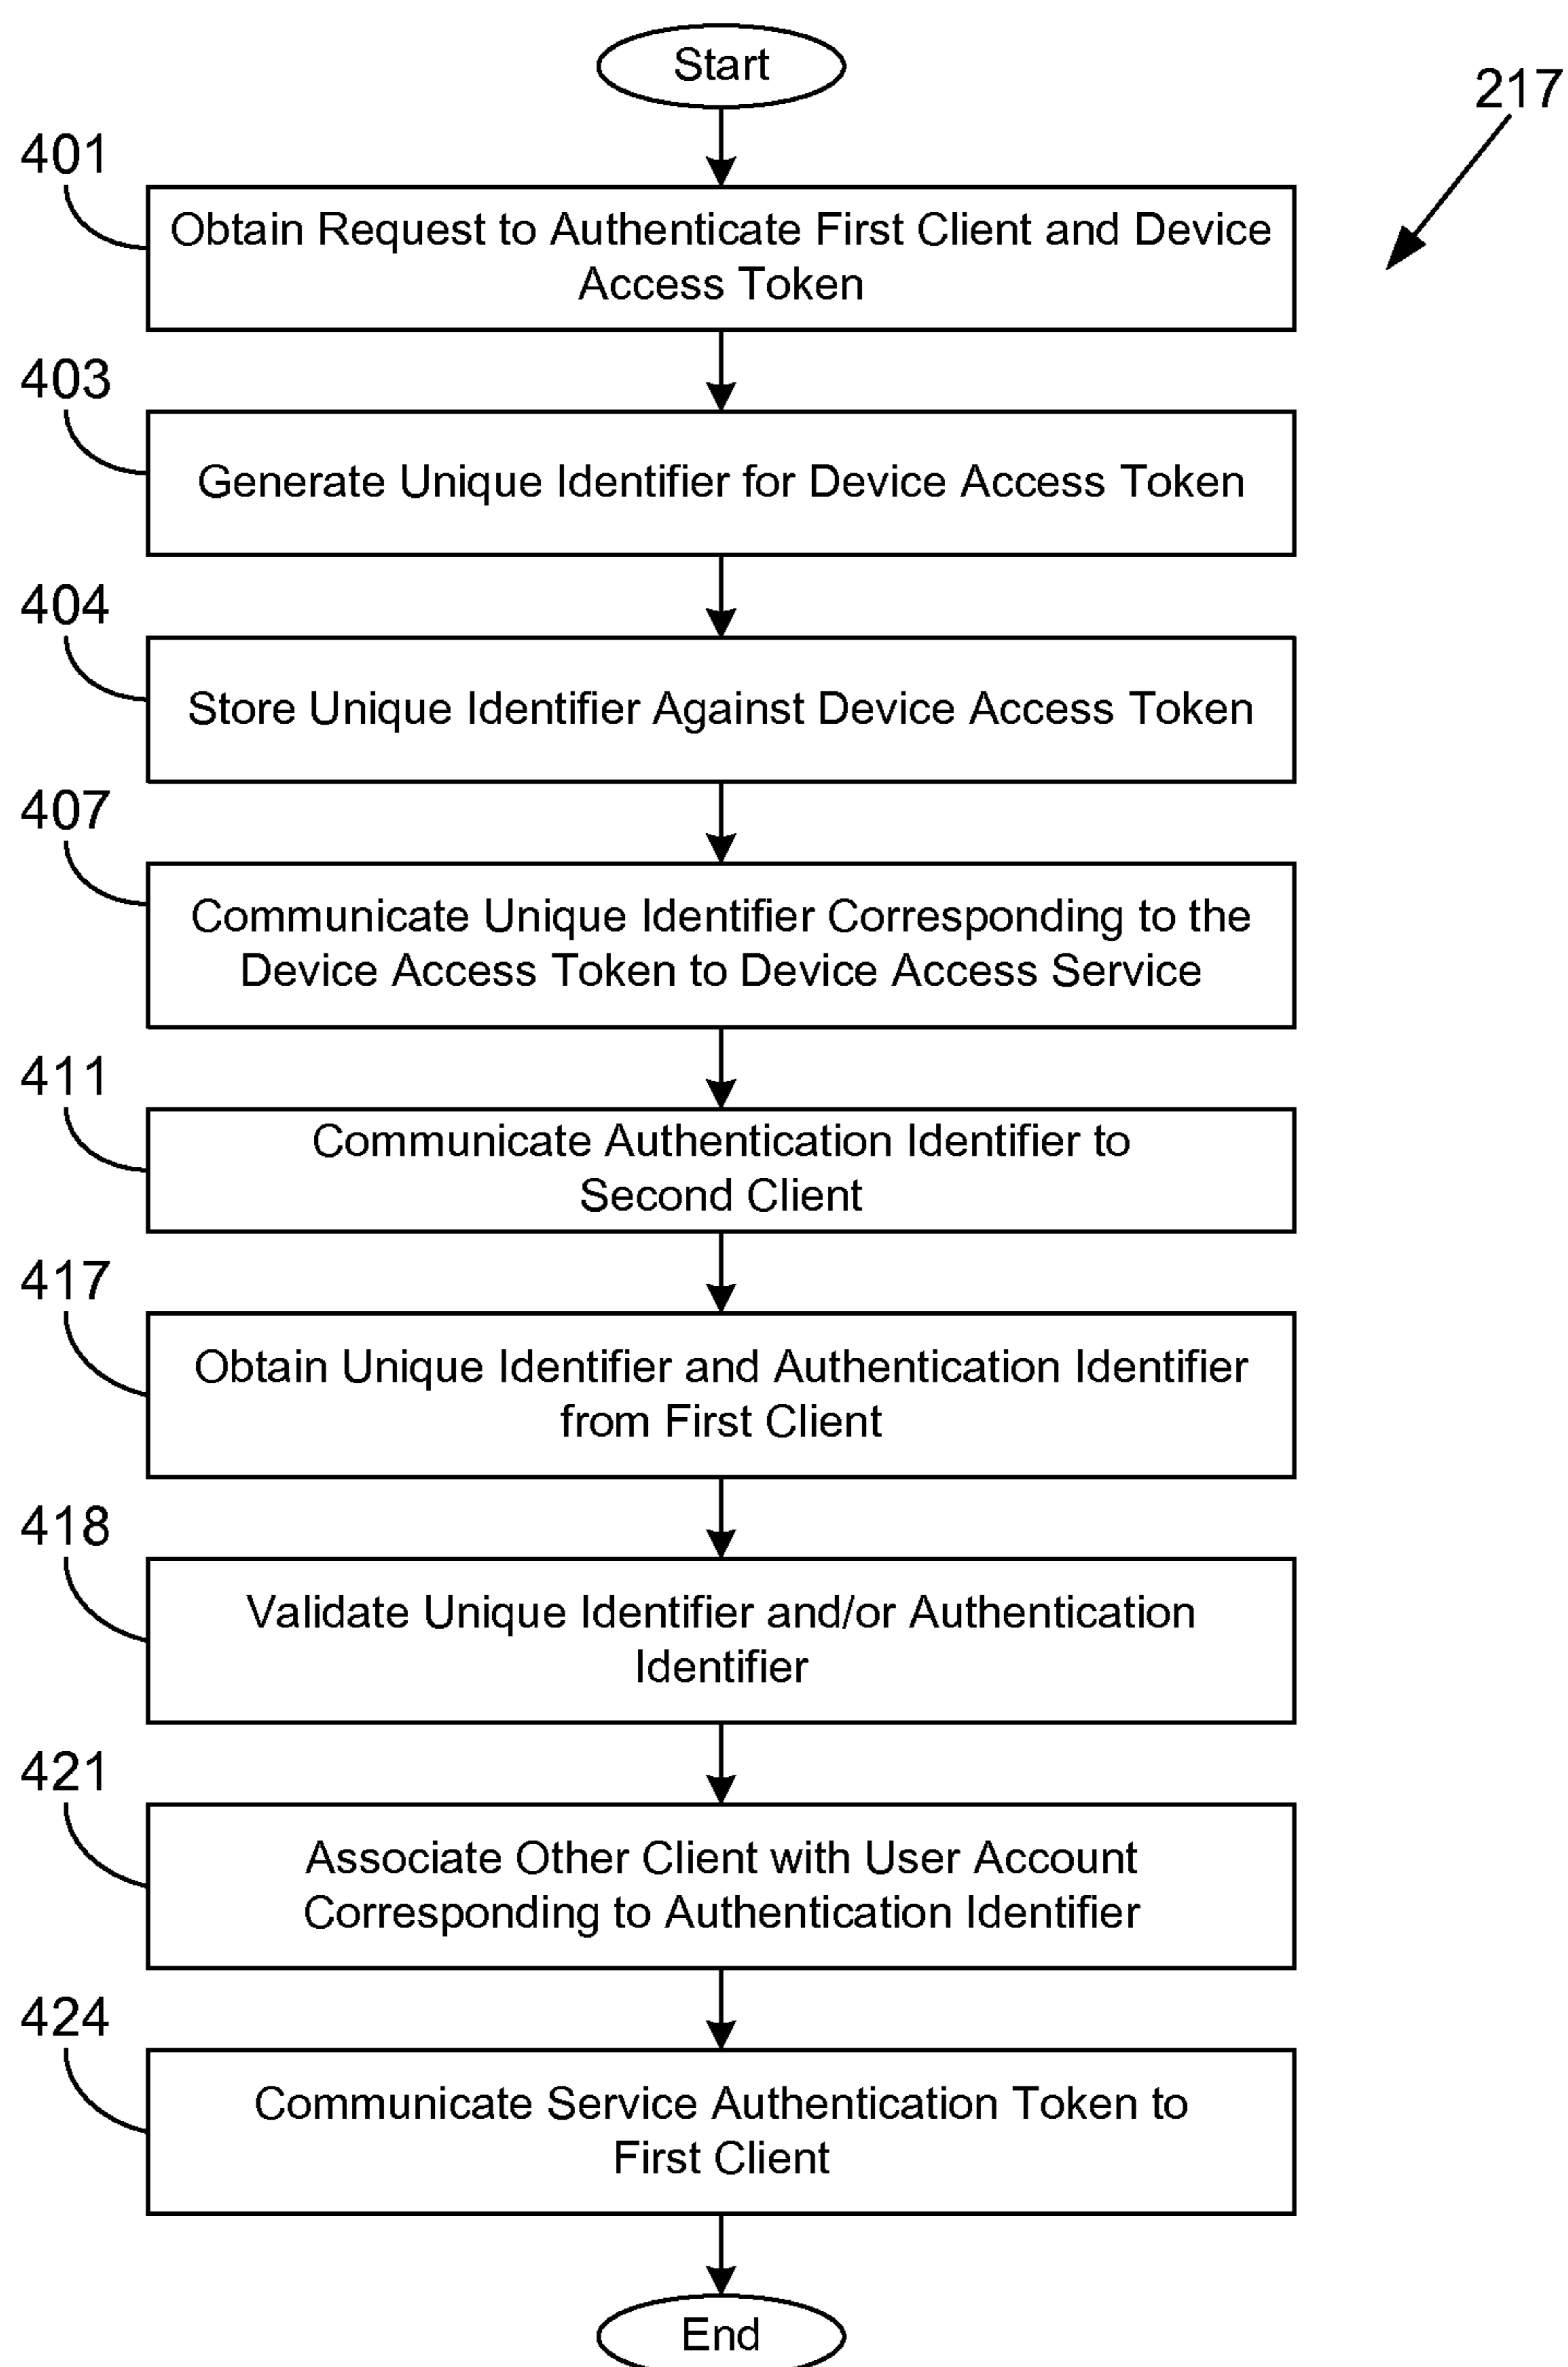 Start
217
401
Obtain Request to Authenticate First Client and Device
Access Token
403
Generate Unique Identifier for Device Access Token
404
Store Unique Identifier Against Device Access Token
407
Communicate Unique Identifier Corresponding to the
Device Access Token to Device Access Service
411
Communicate Authentication Identifier to
Second Client
417
Obtain Unique Identifier and Authentication Identifier
from First Client
418
Validate Unique Identifier and/or Authentication
Identifier
421
Associate Other Client with User Account
Corresponding to Authentication Identifier
424
Communicate Service Authentication Token to
First Client
End